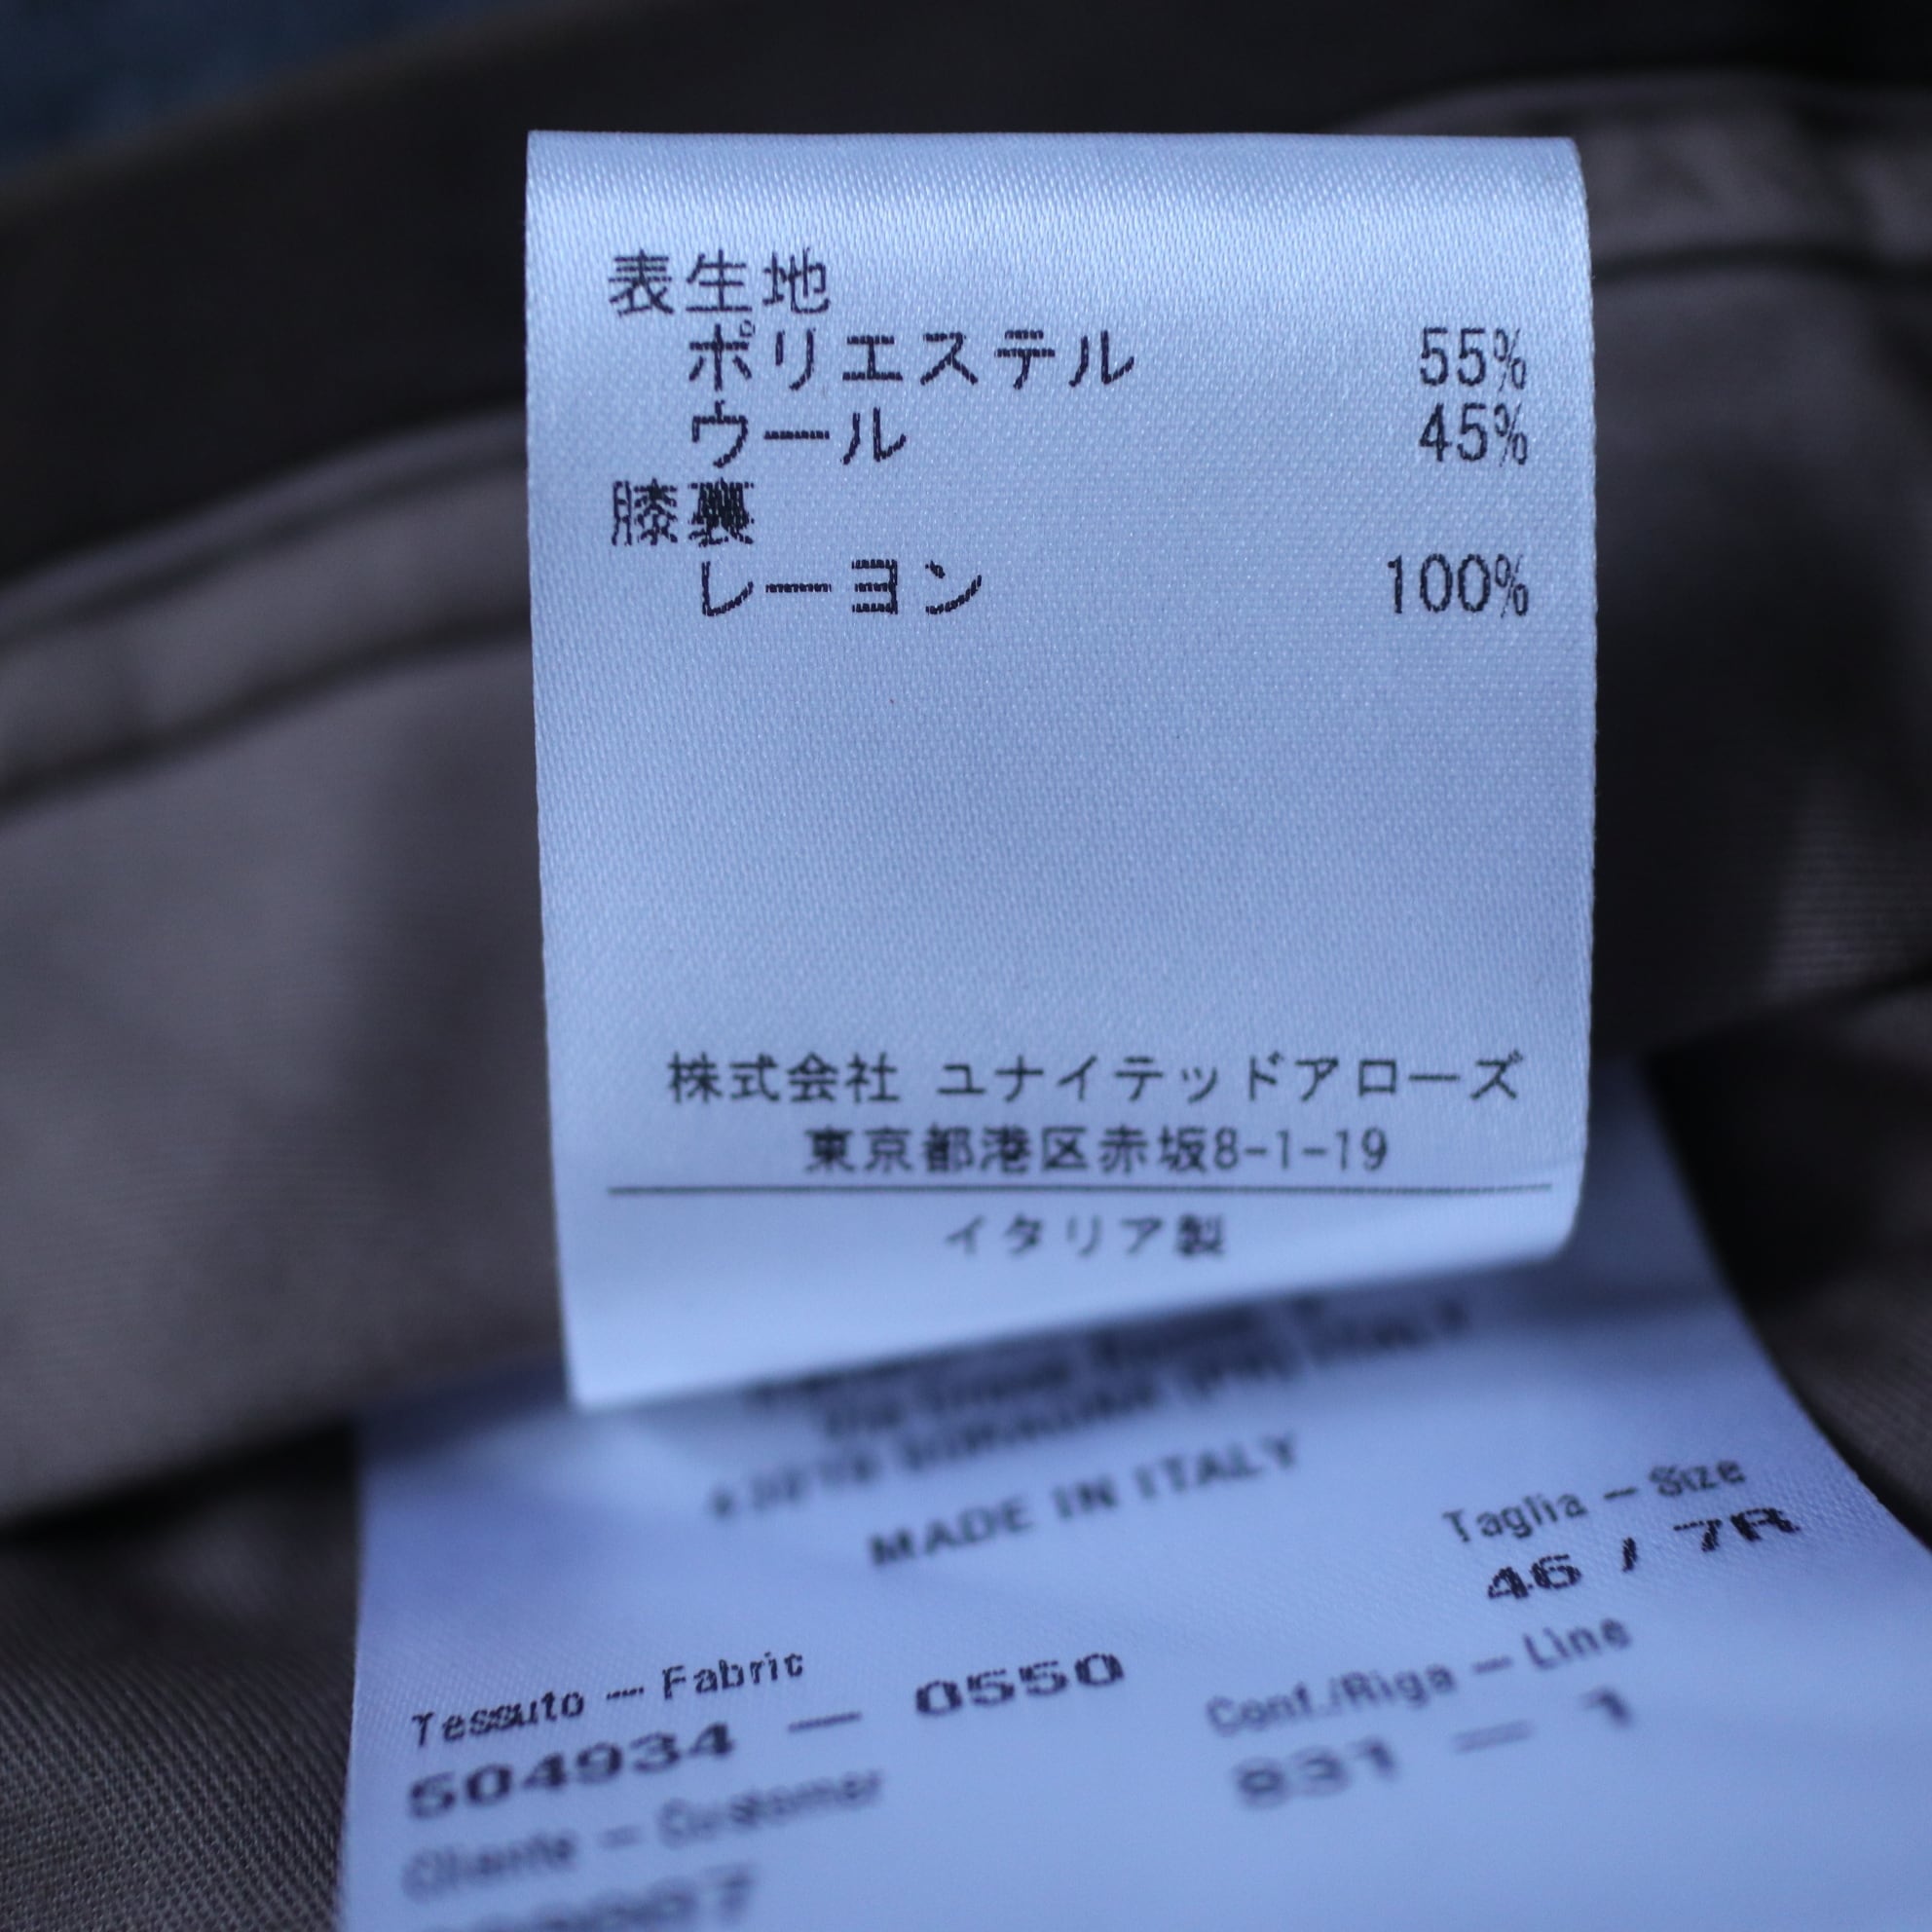 表生地
ポリエステル 55%
ウール 45%
膝裏
レーヨン 100%
株式会社 ユナイテッドアローズ
東京都港区赤坂8-1-19
イタリア製
MADE IN ITALY
Taglia – Size
46 / 7R
Tessuto – Fabric
504934 – 0550
Conf./Riga – Line
831 – 1
Cliente – Customer